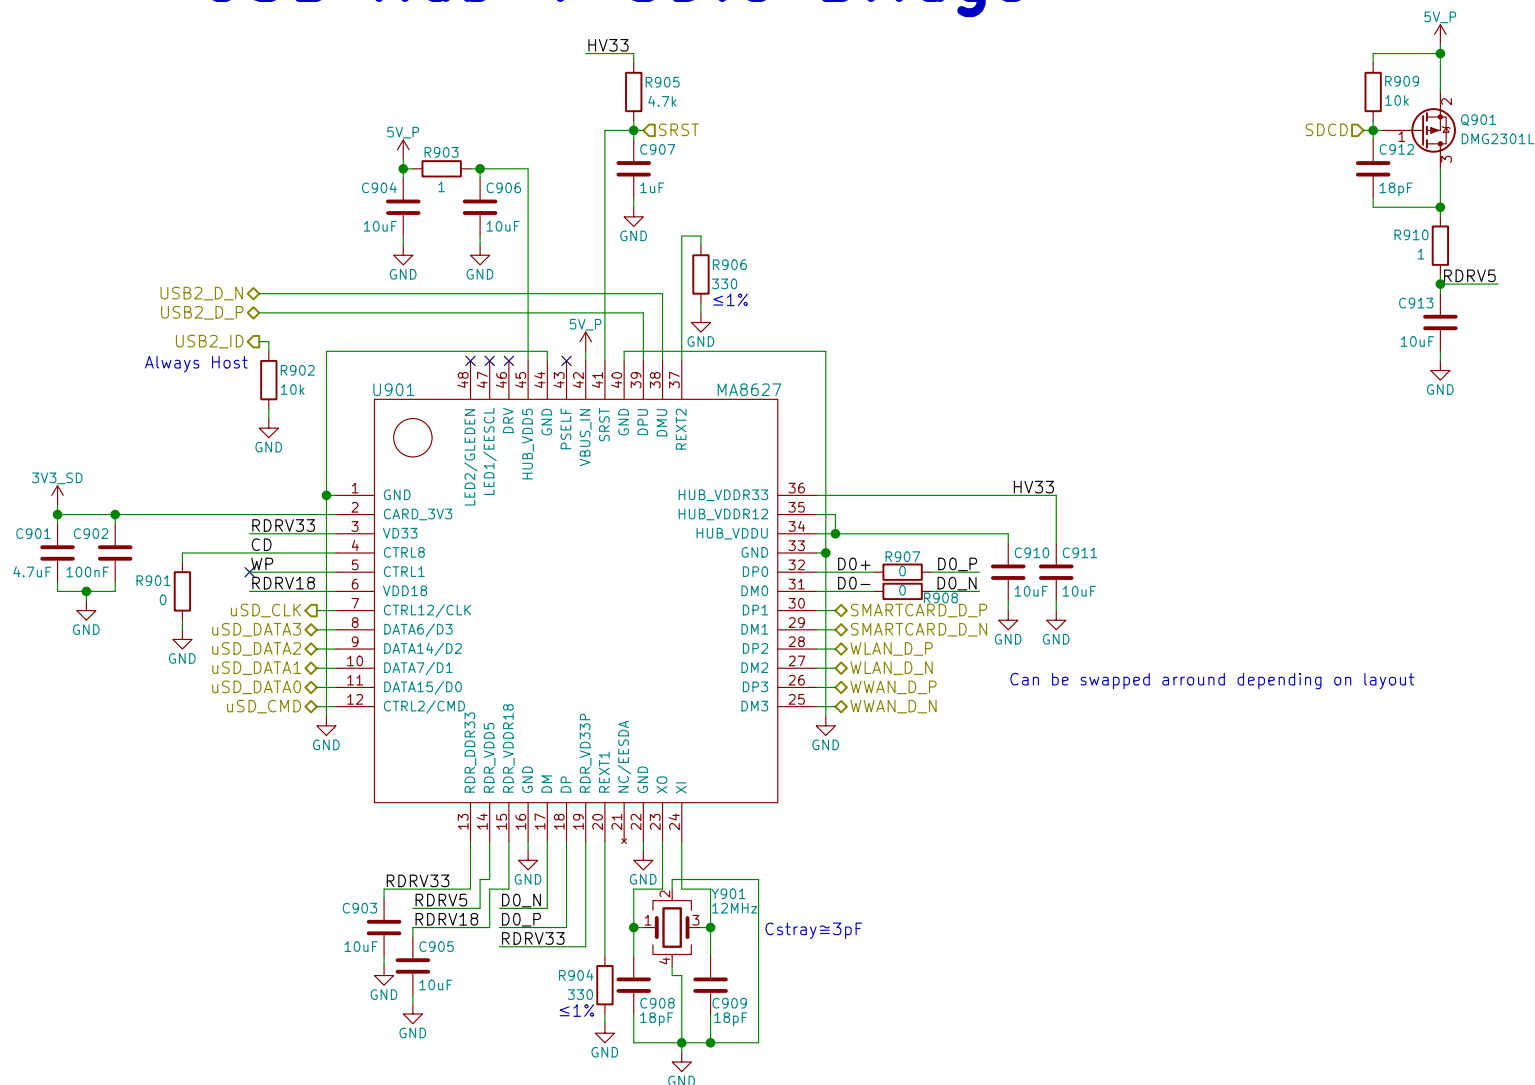 USB Hub + SDIO Bridge
5V_P
HV33
R905
4.7k
R909
10k
2
SRST
SDCD
1
Q901
DMG2301L
3
5V_P
R903
1
C907
1uF
C912
18pF
C904
10uF
C906
10uF
GND
GND
GND
R910
1
RDRV5
R906
330
≤1%
GND
USB2_D_N
USB2_D_P
USB2_ID
Always Host
5V_P
C913
10uF
GND
R902
10k
GND
U901
MA8627
48
47
46
45
44
43
42
41
40
39
38
37
LED2/GLEDEN
LED1/EESCL
DRV
HUB_VDD5
GND
PSELF
VBUS_IN
SRST
GND
DPU
DMU
REXT2
3V3_SD
C901
4.7uF
C902
100nF
GND
RDRV33
CD
WP
RDRV18
R901
0
GND
uSD_CLK
uSD_DATA3
uSD_DATA2
uSD_DATA1
uSD_DATA0
uSD_CMD
GND
1 GND
2 CARD_3V3
3 VD33
4 CTRL8
5 CTRL1
6 VDD18
7 CTRL12/CLK
8 DATA6/D3
9 DATA14/D2
10 DATA7/D1
11 DATA15/D0
12 CTRL2/CMD
HUB_VDDR33 36
HUB_VDDR12 35
HUB_VDDU 34
GND 33
DP0 32
DM0 31
DP1 30
DM1 29
DP2 28
DM2 27
DP3 26
DM3 25
HV33
D0+
D0-
R907
0
0
R908
D0_P
D0_N
C910
10uF
C911
10uF
GND
GND
SMARTCARD_D_P
SMARTCARD_D_N
WLAN_D_P
WLAN_D_N
WWAN_D_P
WWAN_D_N
GND
Can be swapped arround depending on layout
RDR_DDR33
RDR_VDD5
RDR_VDDR18
GND
DM
DP
RDR_VD33P
REXT1
NC/EESDA
GND
XO
XI
13
14
15
16
17
18
19
20
21
22
23
24
GND
GND
RDRV33
RDRV5
RDRV18
D0_N
D0_P
RDRV33
C903
10uF
GND
C905
10uF
GND
2
1
3
4
Y901
12MHz
Cstray≅3pF
R904
330
≤1%
GND
C908
18pF
C909
18pF
GND